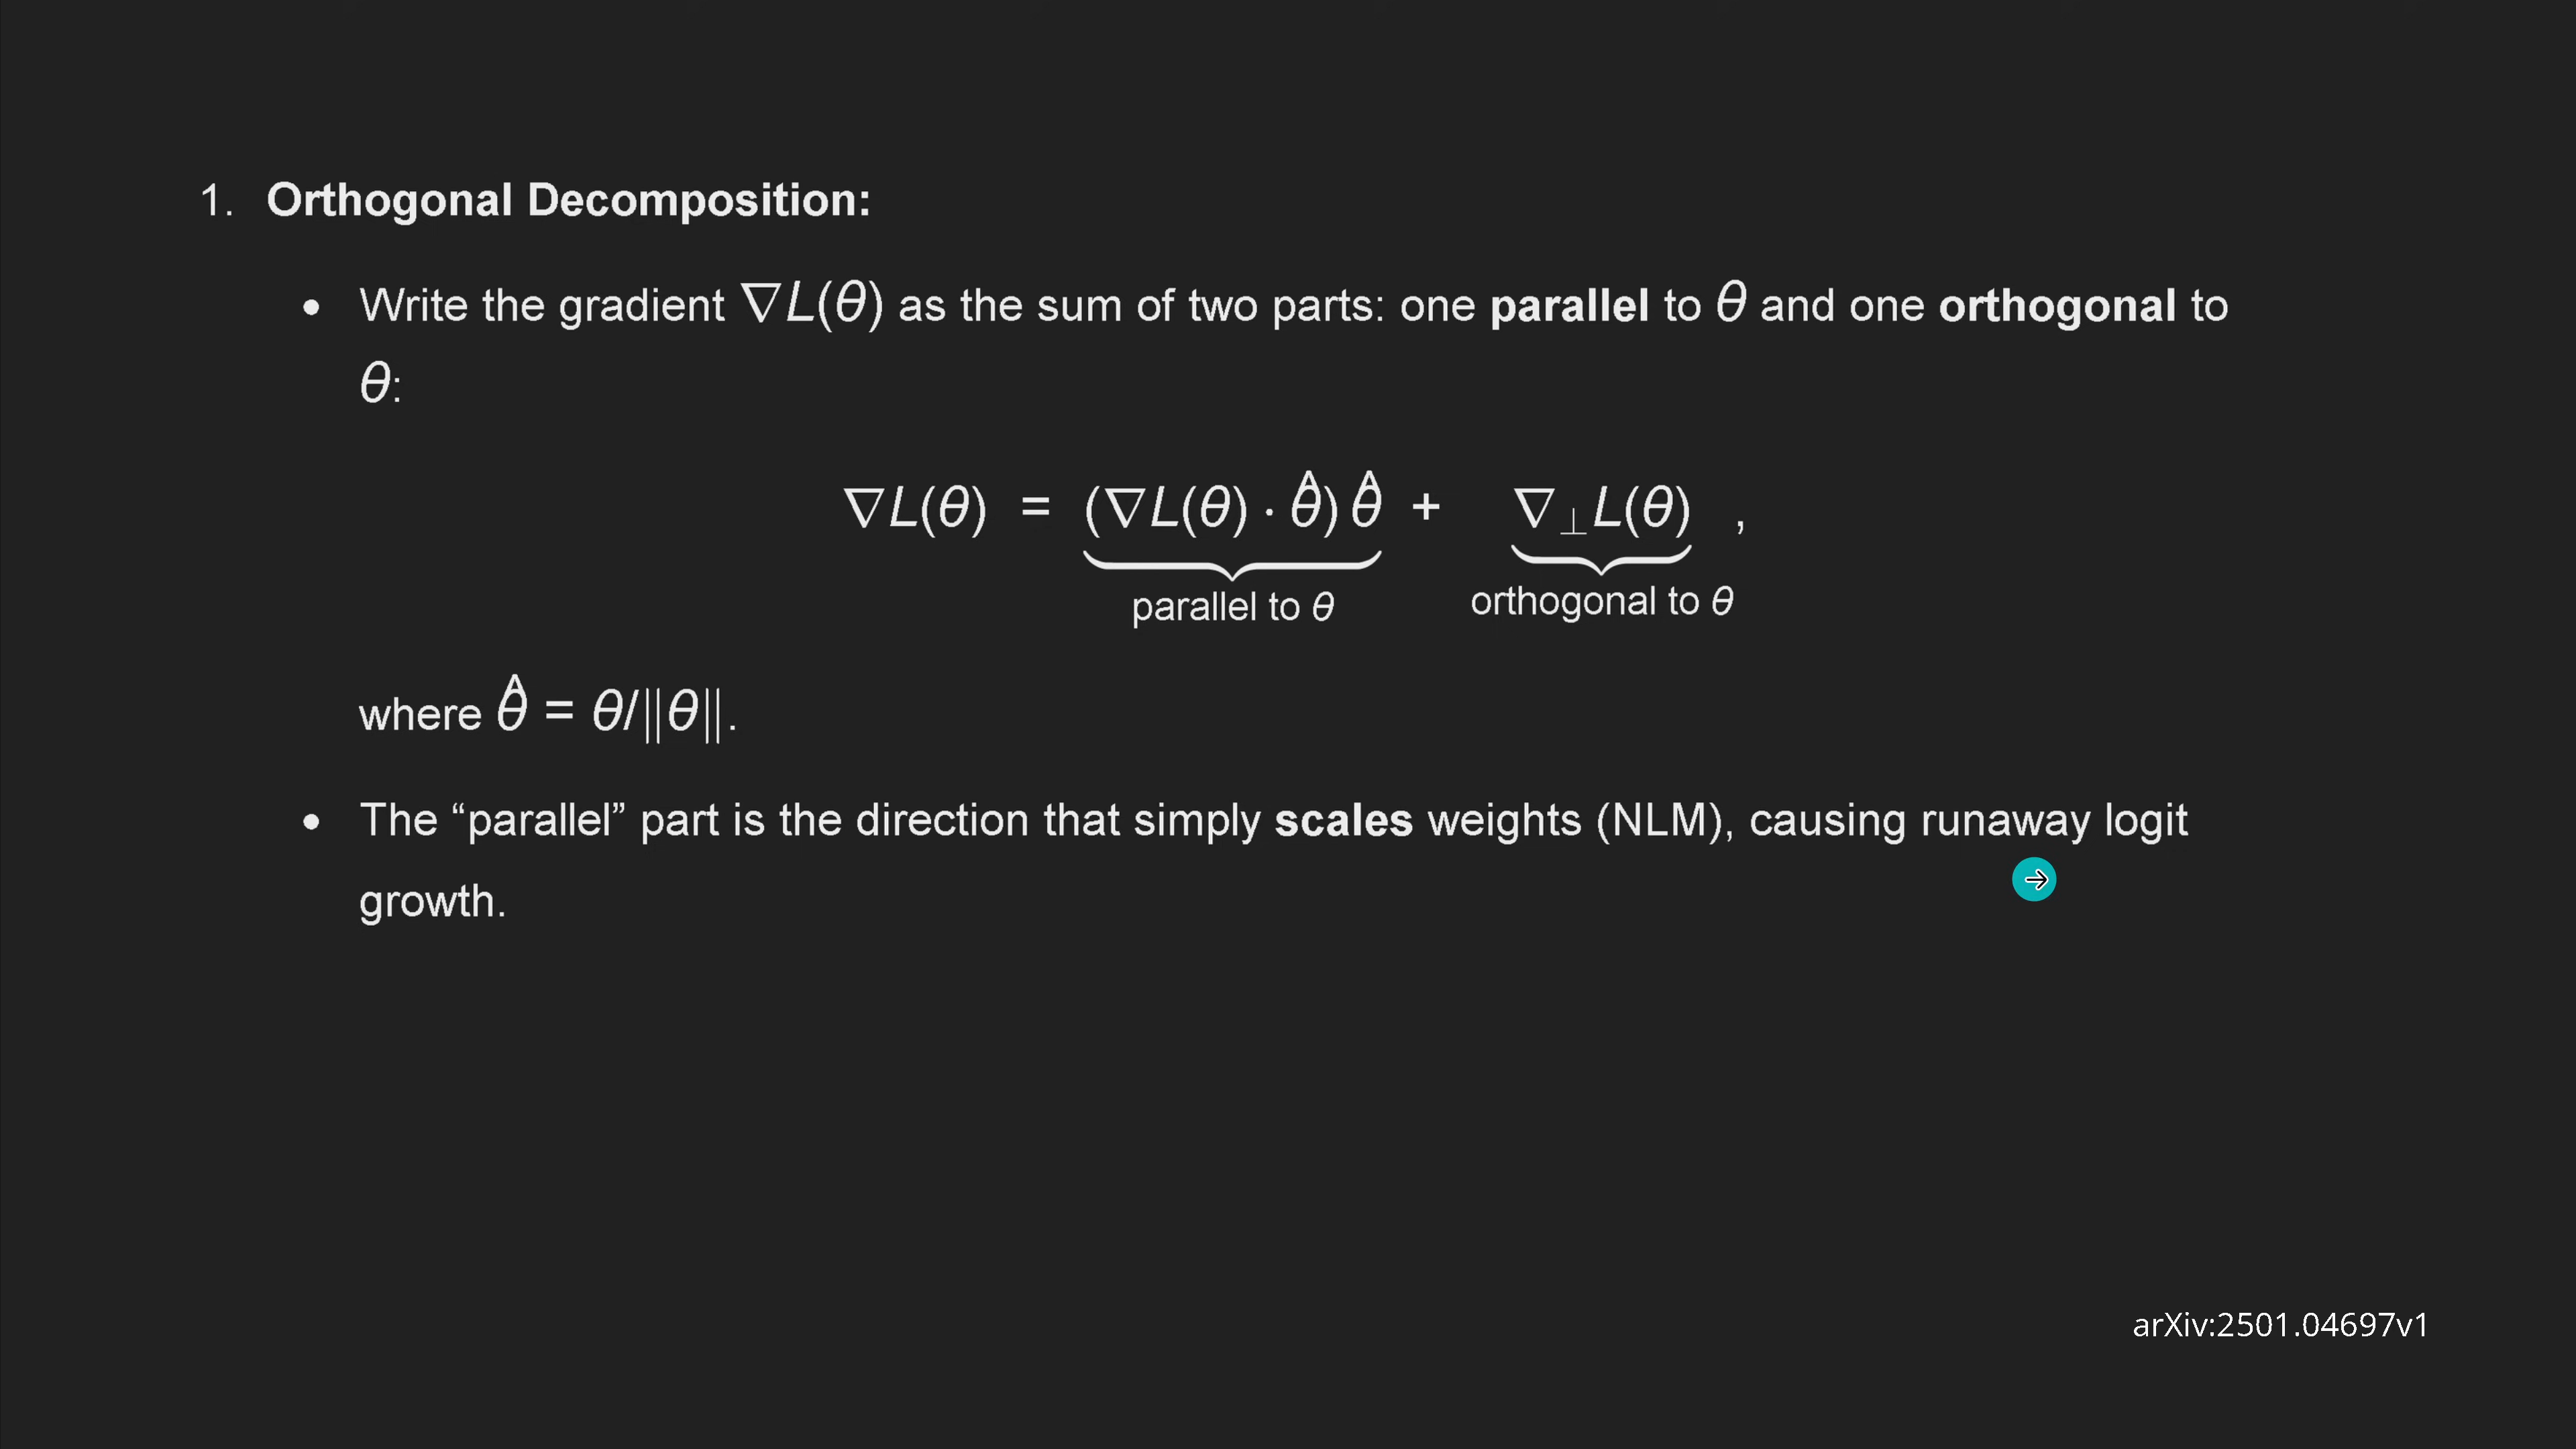 1. Orthogonal Decomposition:
• Write the gradient ∇L(θ) as the sum of two parts: one parallel to θ and one orthogonal to
θ:
∇L(θ) = (∇L(θ) · θ̂) θ̂ + ∇⊥L(θ) ,
parallel to θ orthogonal to θ
where θ̂ = θ/‖θ‖.
• The “parallel” part is the direction that simply scales weights (NLM), causing runaway logit
growth.
arXiv:2501.04697v1